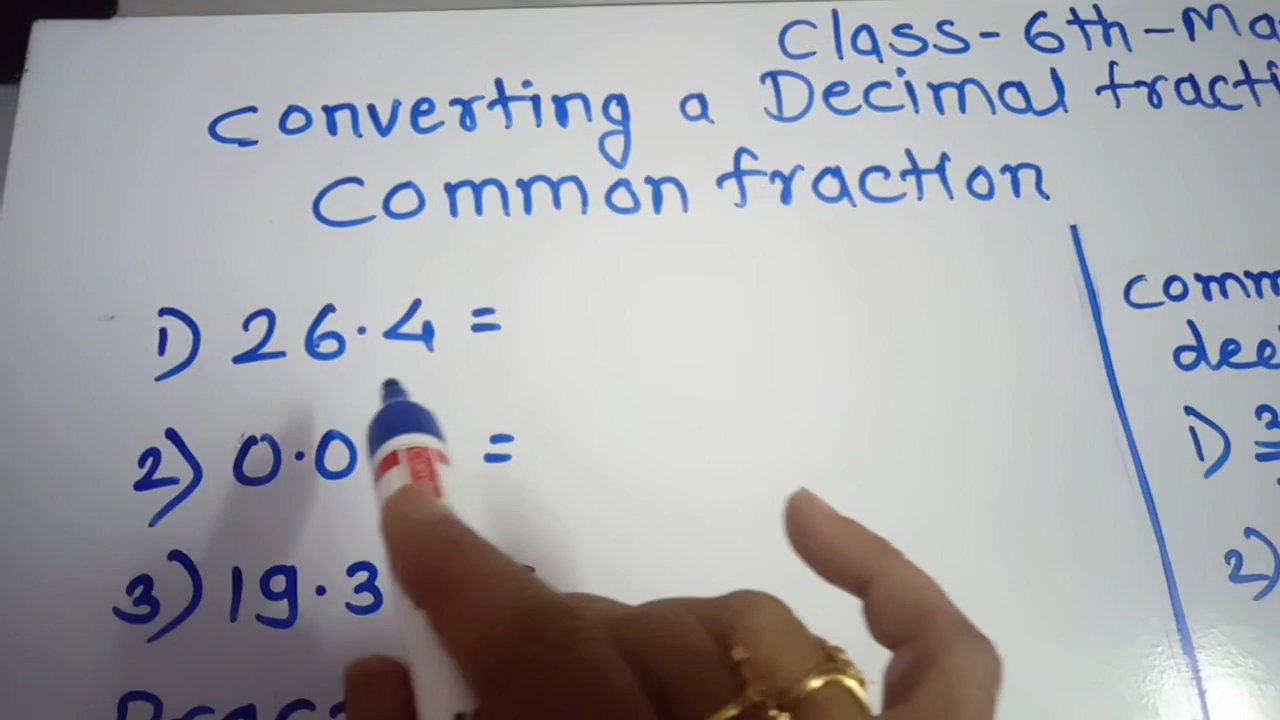 Class-6th-Ma
Converting a Decimal fracti
Common fraction
1) 26.4 =
2) 0.0 =
3) 19.3
comm
dec
1)
2)